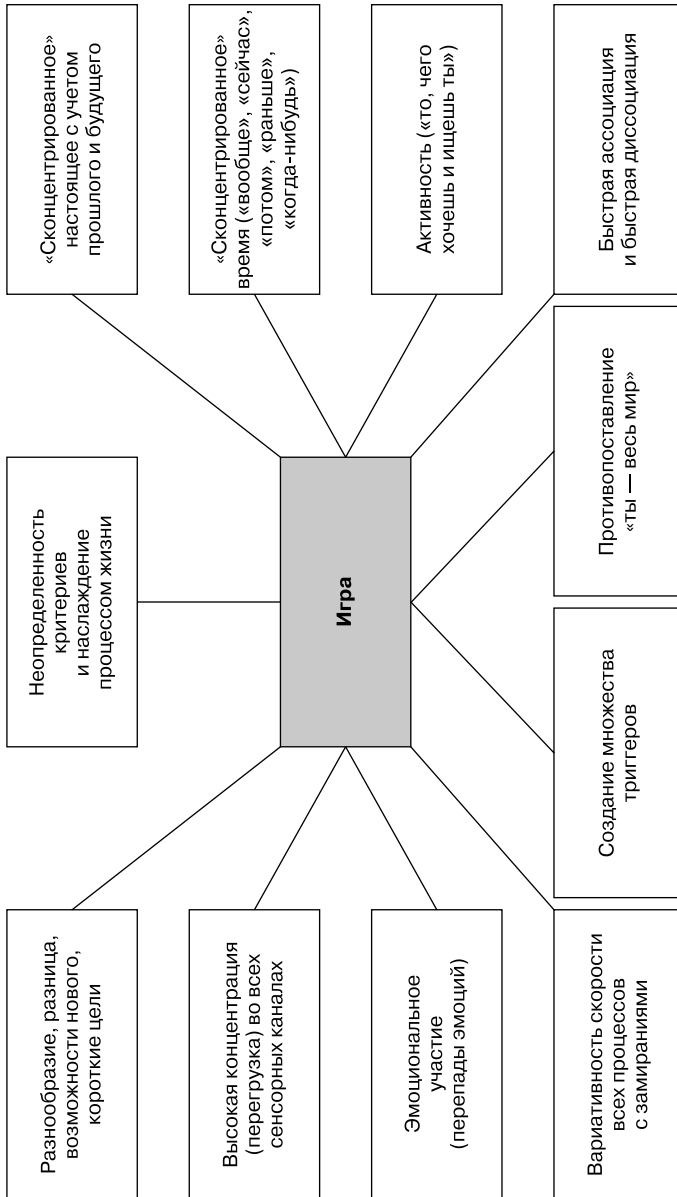 Разнообразие, разница,
возможности нового,
короткие цели
Неопределенность
критериев
и наслаждение
процессом жизни
«Сконцентрированное»
настоящее с учетом
прошлого и будущего
Высокая концентрация
(перегрузка) во всех
сенсорных каналах
«Сконцентрированное»
время («вообще», «сейчас»,
«потом», «раньше»,
«когда-нибудь»)
Игра
Эмоциональное
участие
(перепады эмоций)
Активность («то, чего
хочешь и ищешь ты»)
Вариативность скорости
всех процессов
с замираниями
Создание множества
триггеров
Противопоставление
«ты — весь мир»
Быстрая ассоциация
и быстрая диссоциация